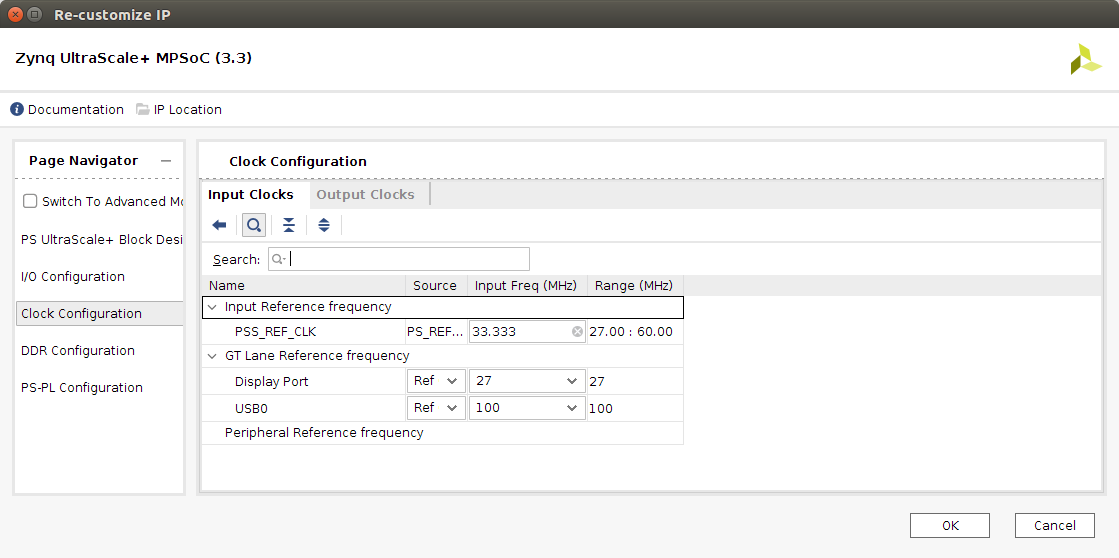 Re-customize IP
Zynq UltraScale+ MPSoC (3.3)
Documentation IP Location
Page Navigator
Switch To Advanced Mo
PS UltraScale+ Block Desi
I/O Configuration
Clock Configuration
DDR Configuration
PS-PL Configuration
Clock Configuration
Input Clocks Output Clocks
Search:
Name Source Input Freq (MHz) Range (MHz)
Input Reference frequency
PSS_REF_CLK PS_REF... 33.333 27.00 : 60.00
GT Lane Reference frequency
Display Port Ref 27 27
USB0 Ref 100 100
Peripheral Reference frequency
OK Cancel